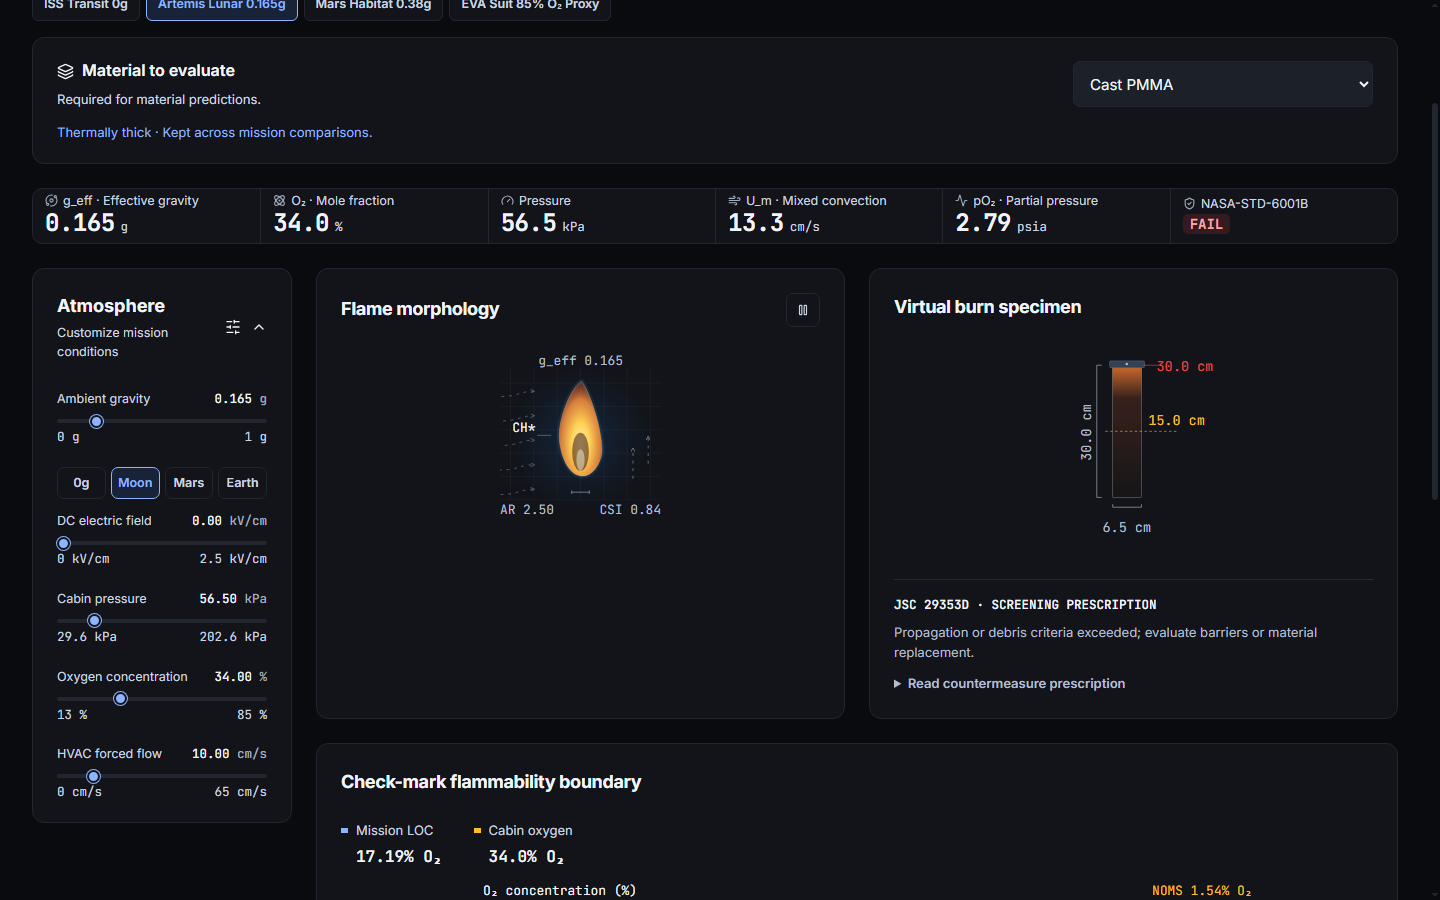 ISS Transit 0g
Artemis Lunar 0.165g
Mars Habitat 0.38g
EVA Suit 85% O₂ Proxy
Material to evaluate
Required for material predictions.
Thermally thick · Kept across mission comparisons.
Cast PMMA
g_eff · Effective gravity
0.165 g
O₂ · Mole fraction
34.0 %
Pressure
56.5 kPa
U_m · Mixed convection
13.3 cm/s
pO₂ · Partial pressure
2.79 psia
NASA-STD-6001B
FAIL
Atmosphere
Customize mission
conditions
Ambient gravity 0.165 g
0 g 1 g
0g Moon Mars Earth
DC electric field 0.00 kV/cm
0 kV/cm 2.5 kV/cm
Cabin pressure 56.50 kPa
29.6 kPa 202.6 kPa
Oxygen concentration 34.00 %
13 % 85 %
HVAC forced flow 10.00 cm/s
0 cm/s 65 cm/s
Flame morphology
g_eff 0.165
CH*
AR 2.50 CSI 0.84
Virtual burn specimen
30.0 cm
15.0 cm
30.0 cm
6.5 cm
JSC 29353D · SCREENING PRESCRIPTION
Propagation or debris criteria exceeded; evaluate barriers or material
replacement.
Read countermeasure prescription
Check-mark flammability boundary
Mission LOC
17.19% O₂
Cabin oxygen
34.0% O₂
O₂ concentration (%)
NOMS 1.54% O₂